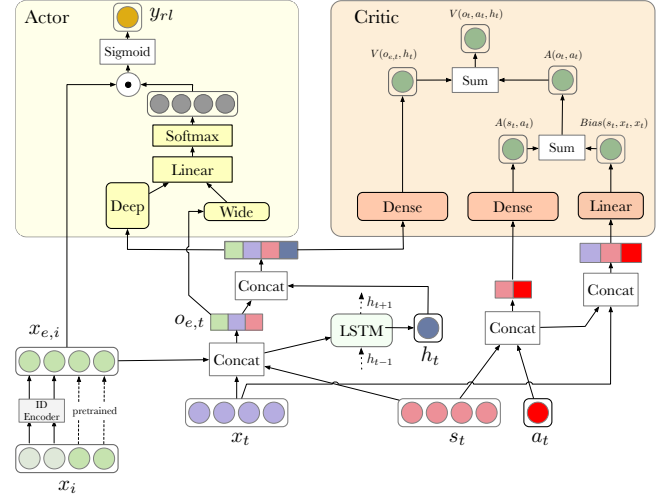 Actor
y_{rl}
Sigmoid
Softmax
Linear
Deep
Wide
Critic
V(o_t, a_t, h_t)
V(o_{e,t}, h_t)
A(o_t, a_t)
Sum
A(s_t, a_t)
Bias(s_t, x_t, x_t)
Sum
Dense
Dense
Linear
Concat
Concat
o_{e,t}
h_{t+1}
x_{e,i}
LSTM
Concat
Concat
h_t
h_{t-1}
ID
Encoder
pretrained
x_t
s_t
a_t
x_i